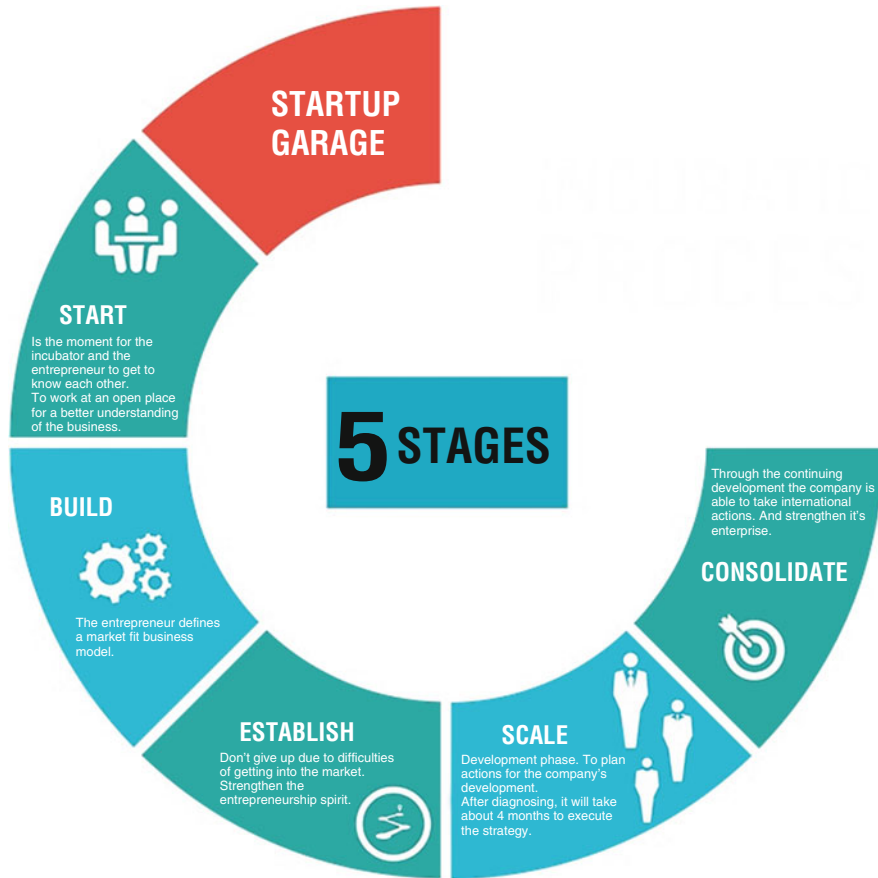 STARTUP
GARAGE
START
Is the moment for the
incubator and the
entrepreneur to get to
know each other.
To work at an open place
for a better understanding
of the business.
BUILD
The entrepreneur defines
a market fit business
model.
ESTABLISH
Don't give up due to difficulties
of getting into the market.
Strengthen the
entrepreneurship spirit.
SCALE
Development phase. To plan
actions for the company's
development.
After diagnosing, it will take
about 4 months to execute
the strategy.
Through the continuing
development the company is
able to take international
actions. And strengthen it's
enterprise.
CONSOLIDATE
5 STAGES